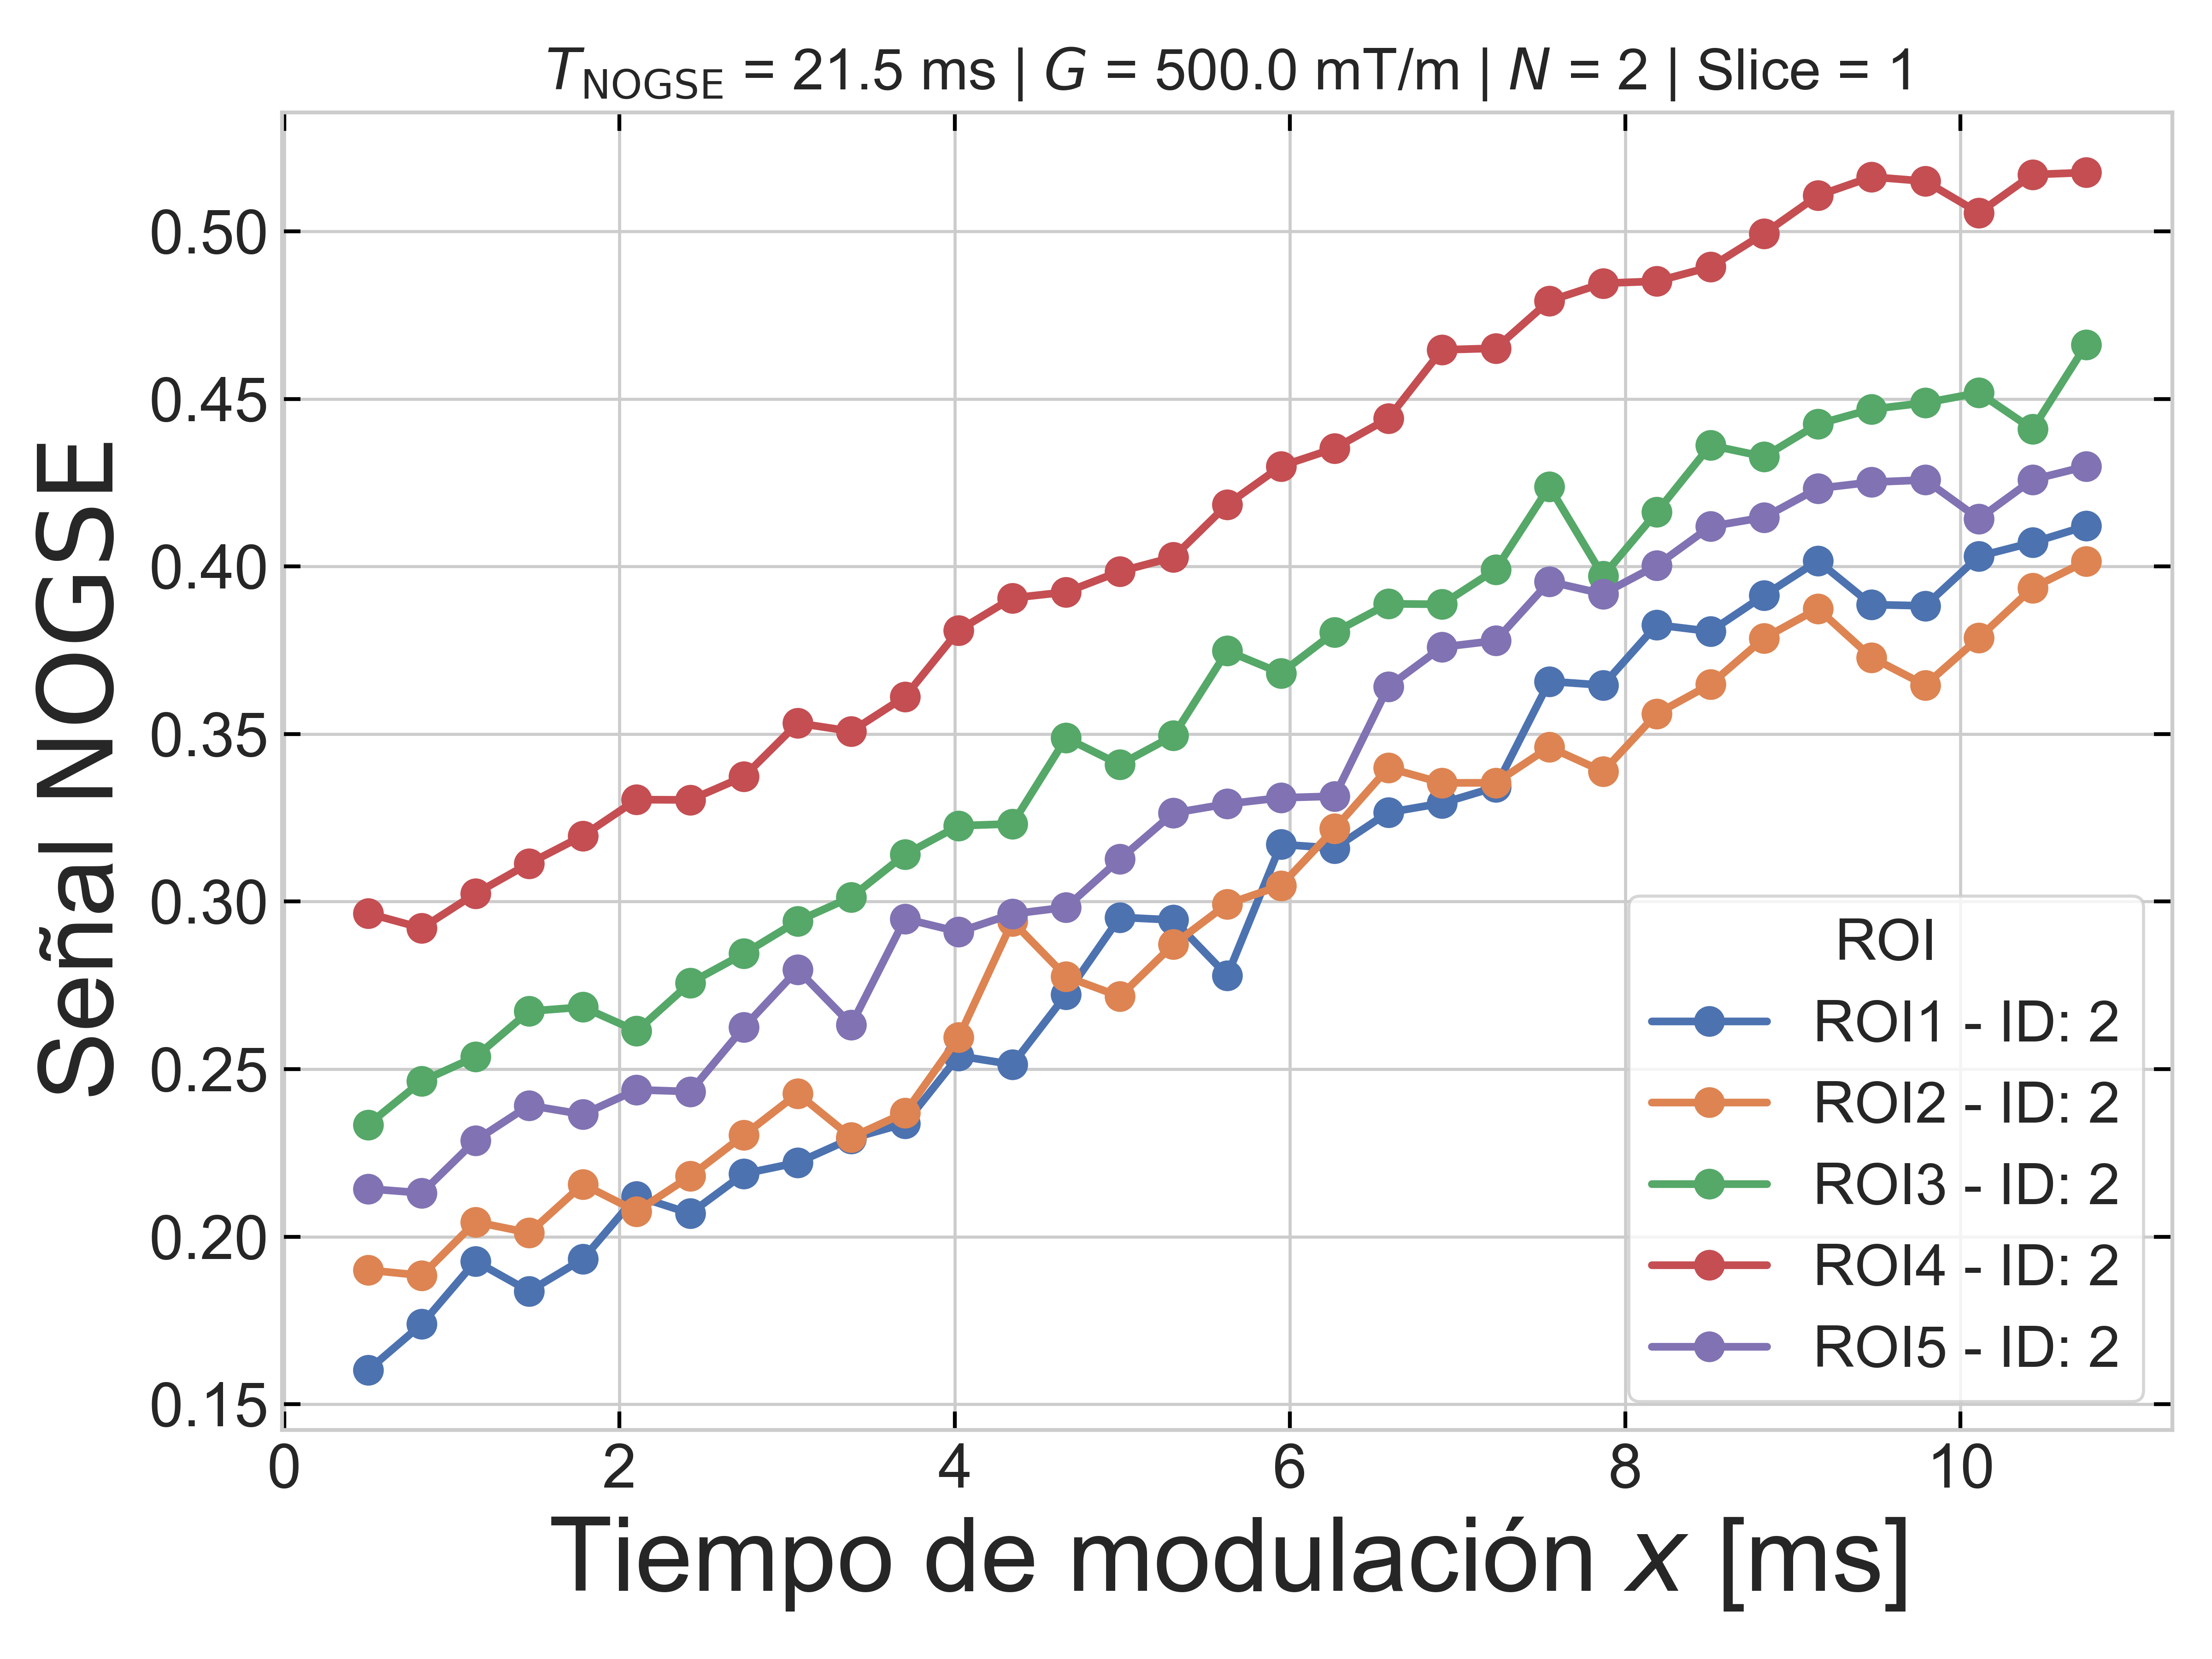 T_NOGSE = 21.5 ms | G = 500.0 mT/m | N = 2 | Slice = 1
Señal NOGSE
0.50
0.45
0.40
0.35
0.30
0.25
0.20
0.15
0 2 4 6 8 10
Tiempo de modulación x [ms]
ROI
ROI1 - ID: 2
ROI2 - ID: 2
ROI3 - ID: 2
ROI4 - ID: 2
ROI5 - ID: 2